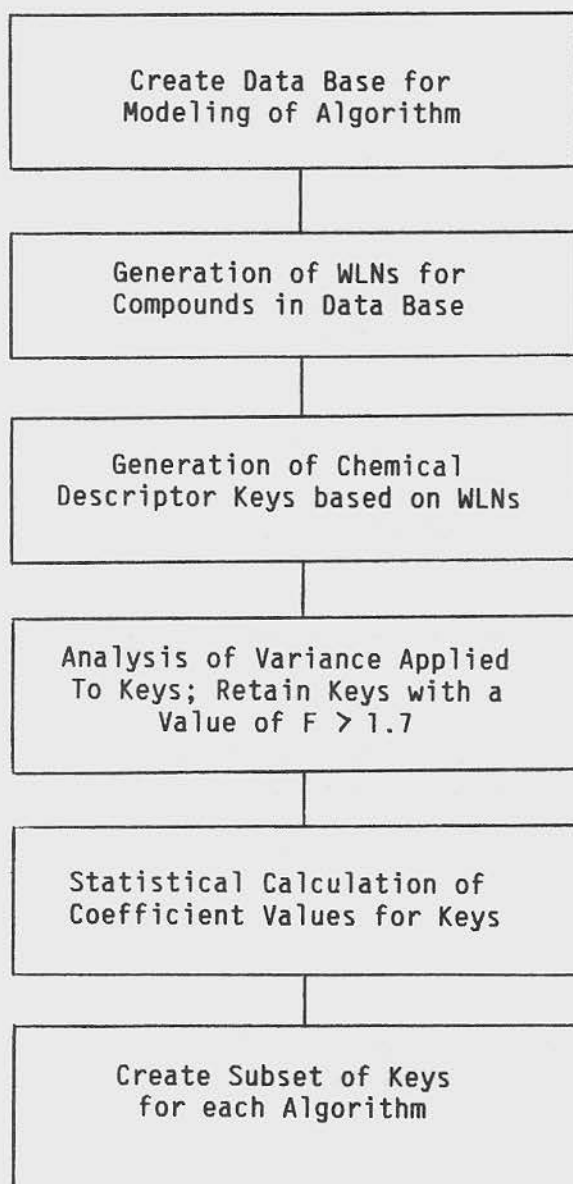 Create Data Base for
Modeling of Algorithm
Generation of WLNs for
Compounds in Data Base
Generation of Chemical
Descriptor Keys based on WLNs
Analysis of Variance Applied
To Keys; Retain Keys with a
Value of F > 1.7
Statistical Calculation of
Coefficient Values for Keys
Create Subset of Keys
for each Algorithm